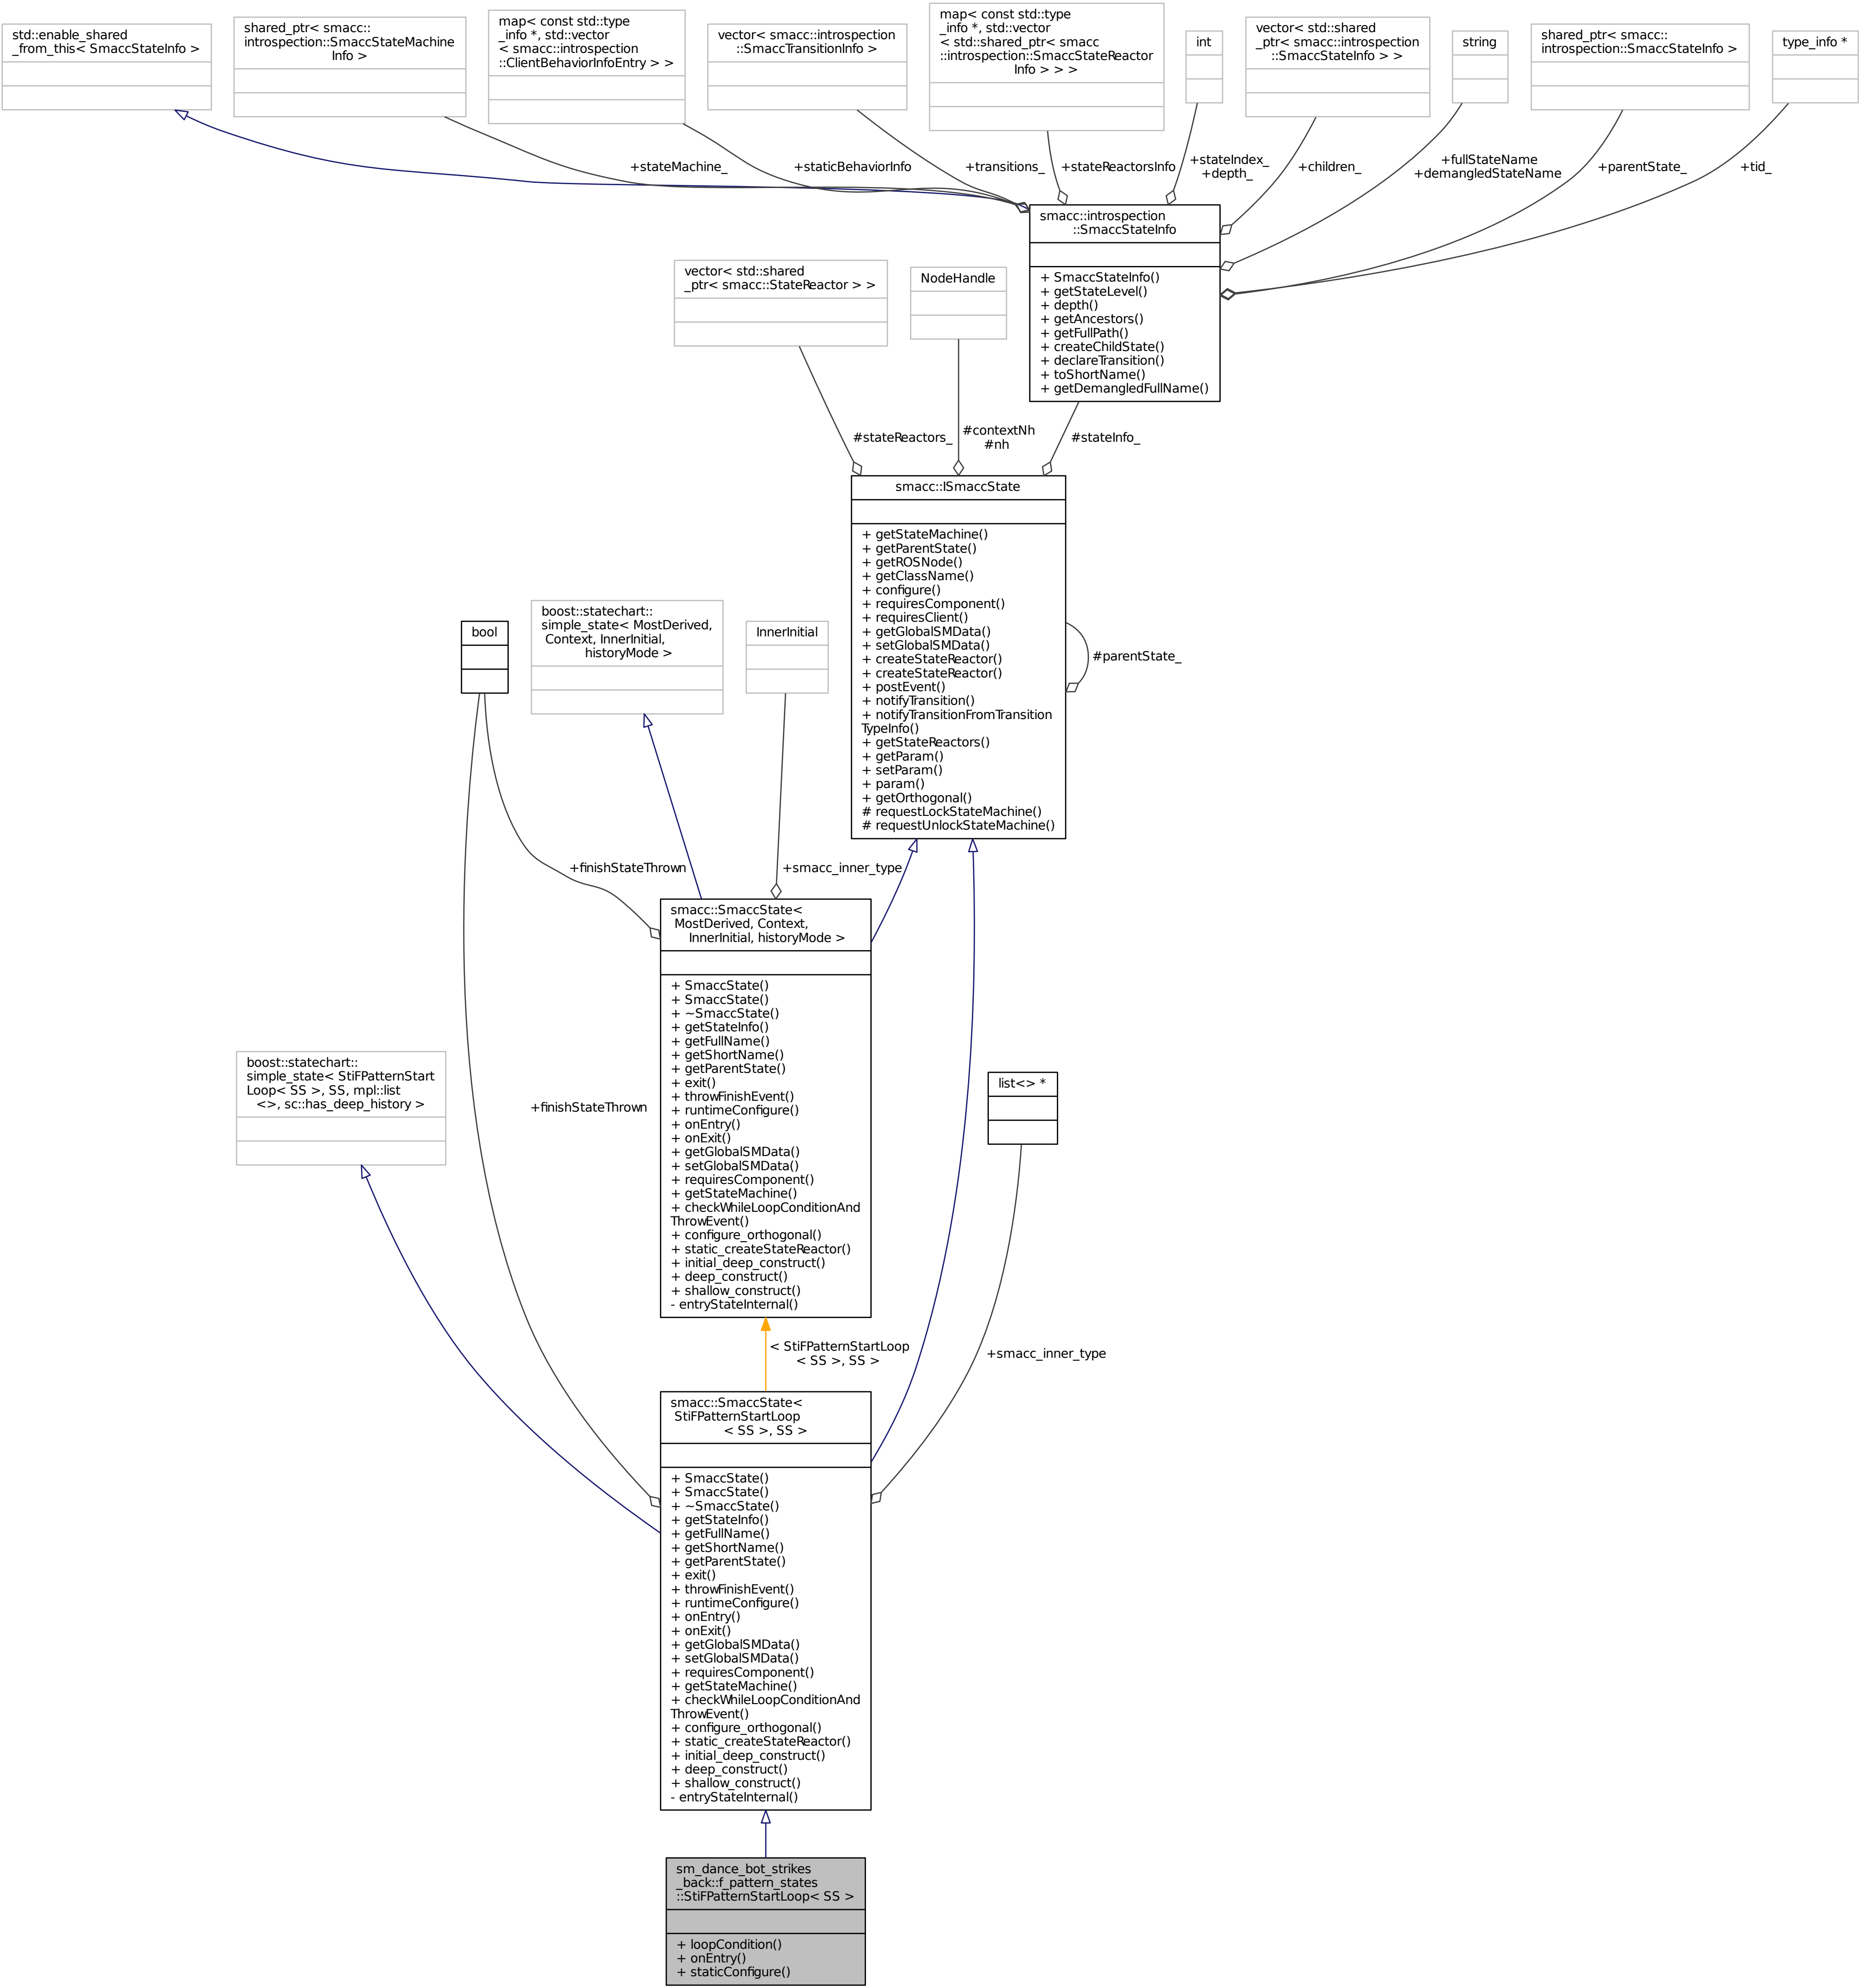 std::enable_shared
_from_this< SmaccStateInfo >
shared_ptr< smacc::
introspection::SmaccStateMachine
Info >
map< const std::type
_info *, std::vector
< smacc::introspection
::ClientBehaviorInfoEntry > >
vector< smacc::introspection
::SmaccTransitionInfo >
map< const std::type
_info *, std::vector
< std::shared_ptr< smacc
::introspection::SmaccStateReactor
Info > > >
int
vector< std::shared
_ptr< smacc::introspection
::SmaccStateInfo > >
string
shared_ptr< smacc::
introspection::SmaccStateInfo >
type_info *
+stateMachine_
+staticBehaviorInfo
+transitions_
+stateReactorsInfo
+stateIndex_
+depth_
+children_
+fullStateName
+demangledStateName
+parentState_
+tid_
smacc::introspection
::SmaccStateInfo
+ SmaccStateInfo()
+ getStateLevel()
+ depth()
+ getAncestors()
+ getFullPath()
+ createChildState()
+ declareTransition()
+ toShortName()
+ getDemangledFullName()
vector< std::shared
_ptr< smacc::StateReactor > >
NodeHandle
#stateReactors_
#contextNh
#nh
#stateInfo_
smacc::ISmaccState
+ getStateMachine()
+ getParentState()
+ getROSNode()
+ getClassName()
+ configure()
+ requiresComponent()
+ requiresClient()
+ getGlobalSMData()
+ setGlobalSMData()
+ createStateReactor()
+ createStateReactor()
+ postEvent()
+ notifyTransition()
+ notifyTransitionFromTransition
TypeInfo()
+ getStateReactors()
+ getParam()
+ setParam()
+ param()
+ getOrthogonal()
# requestLockStateMachine()
# requestUnlockStateMachine()
#parentState_
bool
boost::statechart::
simple_state< MostDerived,
Context, InnerInitial,
historyMode >
InnerInitial
+finishStateThrown
+smacc_inner_type
smacc::SmaccState<
MostDerived, Context,
InnerInitial, historyMode >
+ SmaccState()
+ SmaccState()
+ ~SmaccState()
+ getStateInfo()
+ getFullName()
+ getShortName()
+ getParentState()
+ exit()
+ throwFinishEvent()
+ runtimeConfigure()
+ onEntry()
+ onExit()
+ getGlobalSMData()
+ setGlobalSMData()
+ requiresComponent()
+ getStateMachine()
+ checkWhileLoopConditionAnd
ThrowEvent()
+ configure_orthogonal()
+ static_createStateReactor()
+ initial_deep_construct()
+ deep_construct()
+ shallow_construct()
- entryStateInternal()
boost::statechart::
simple_state< StiFPatternStart
Loop< SS >, SS, mpl::list
<>, sc::has_deep_history >
+finishStateThrown
list<> *
< StiFPatternStartLoop
< SS >, SS >
+smacc_inner_type
smacc::SmaccState<
StiFPatternStartLoop
< SS >, SS >
+ SmaccState()
+ SmaccState()
+ ~SmaccState()
+ getStateInfo()
+ getFullName()
+ getShortName()
+ getParentState()
+ exit()
+ throwFinishEvent()
+ runtimeConfigure()
+ onEntry()
+ onExit()
+ getGlobalSMData()
+ setGlobalSMData()
+ requiresComponent()
+ getStateMachine()
+ checkWhileLoopConditionAnd
ThrowEvent()
+ configure_orthogonal()
+ static_createStateReactor()
+ initial_deep_construct()
+ deep_construct()
+ shallow_construct()
- entryStateInternal()
sm_dance_bot_strikes
_back::f_pattern_states
::StiFPatternStartLoop< SS >
+ loopCondition()
+ onEntry()
+ staticConfigure()